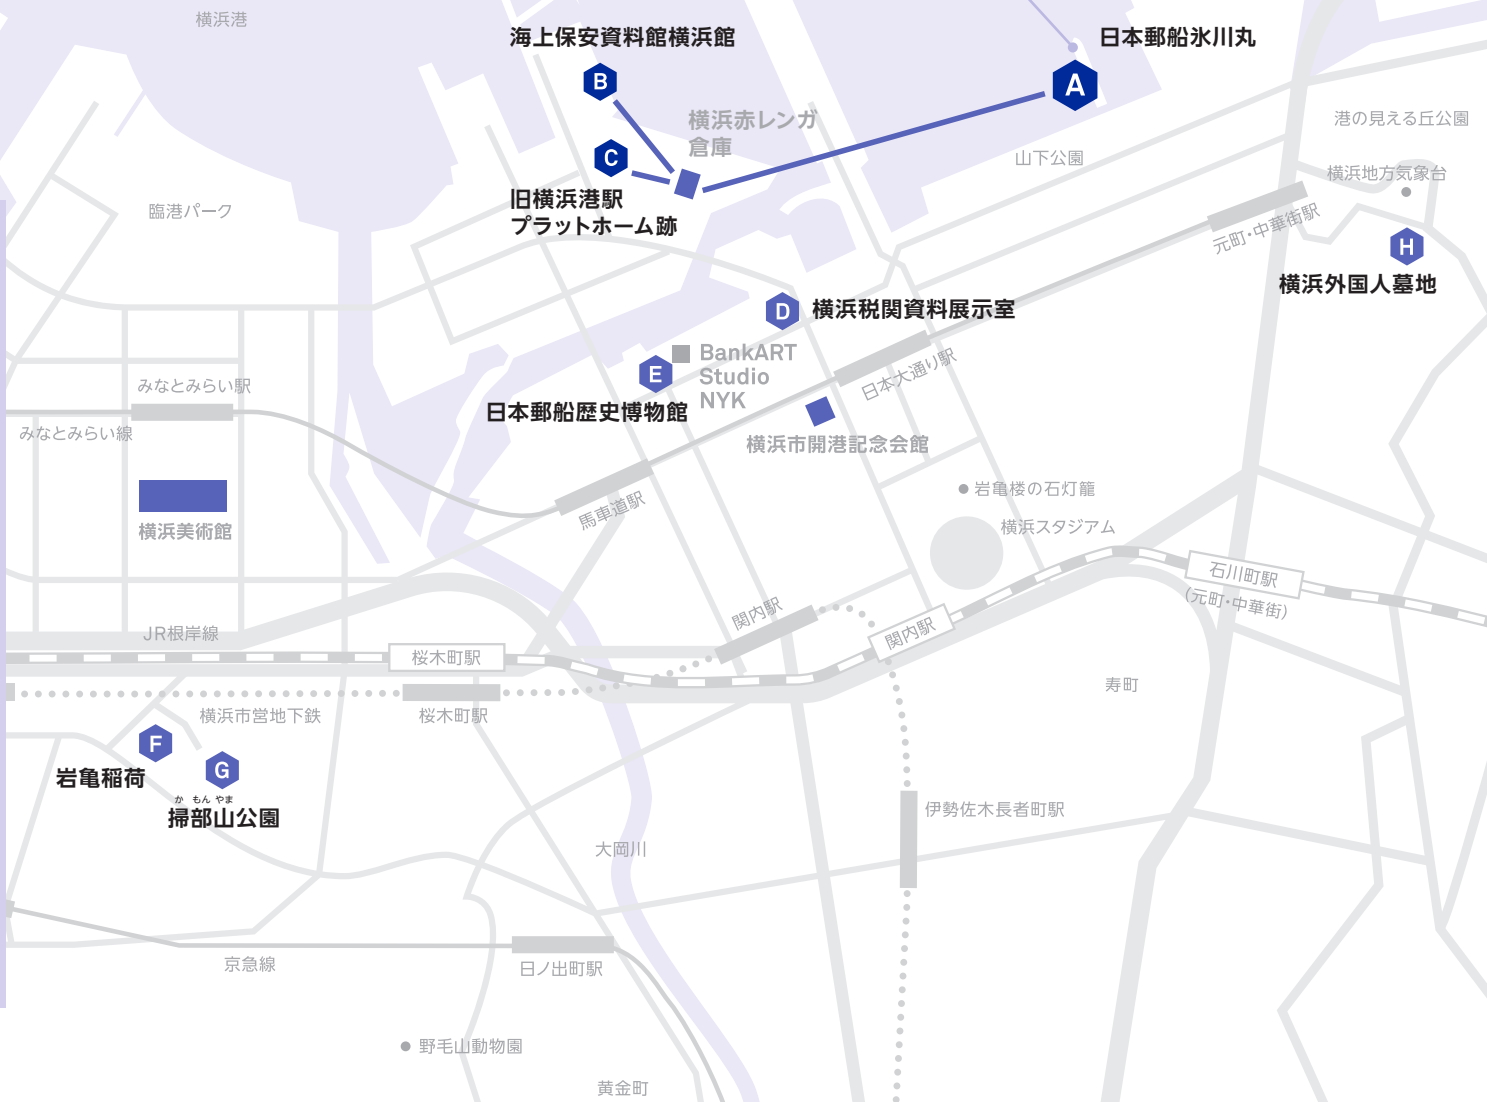 横浜港
海上保安資料館横浜館
日本郵船氷川丸
B
A
横浜赤レンガ
倉庫
C
港の見える丘公園
山下公園
横浜地方気象台
旧横浜港駅
プラットホーム跡
臨港パーク
元町・中華街駅
H
横浜外国人墓地
D
横浜税関資料展示室
BankART
Studio
NYK
E
日本大通り駅
みなとみらい駅
日本郵船歴史博物館
みなとみらい線
横浜市開港記念会館
岩亀楼の石灯籠
馬車道駅
横浜美術館
横浜スタジアム
石川町駅
(元町・中華街)
関内駅
関内駅
JR根岸線
桜木町駅
寿町
横浜市営地下鉄
桜木町駅
F
岩亀稲荷
G
か もん やま
掃部山公園
伊勢佐木長者町駅
大岡川
京急線
日ノ出町駅
野毛山動物園
黄金町